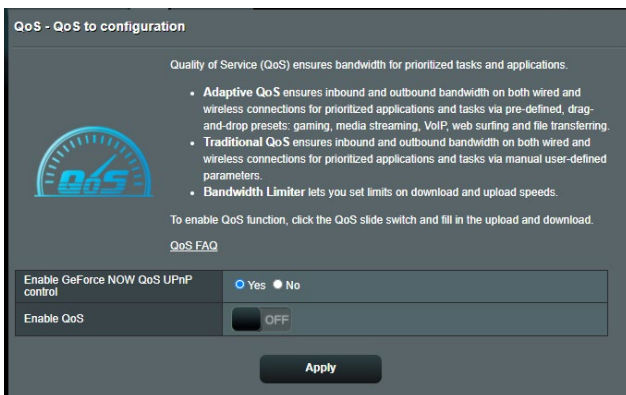 QoS - QoS to configuration
Quality of Service (QoS) ensures bandwidth for prioritized tasks and applications.
• Adaptive QoS ensures inbound and outbound bandwidth on both wired and
wireless connections for prioritized applications and tasks via pre-defined, drag-
and-drop presets: gaming, media streaming, VoIP, web surfing and file transferring.
• Traditional QoS ensures inbound and outbound bandwidth on both wired and
wireless connections for prioritized applications and tasks via manual user-defined
parameters.
• Bandwidth Limiter lets you set limits on download and upload speeds.
QoS
To enable QoS function, click the QoS slide switch and fill in the upload and download.
QoS FAQ
Enable GeForce NOW QoS UPnP
control
Yes No
Enable QoS
OFF
Apply